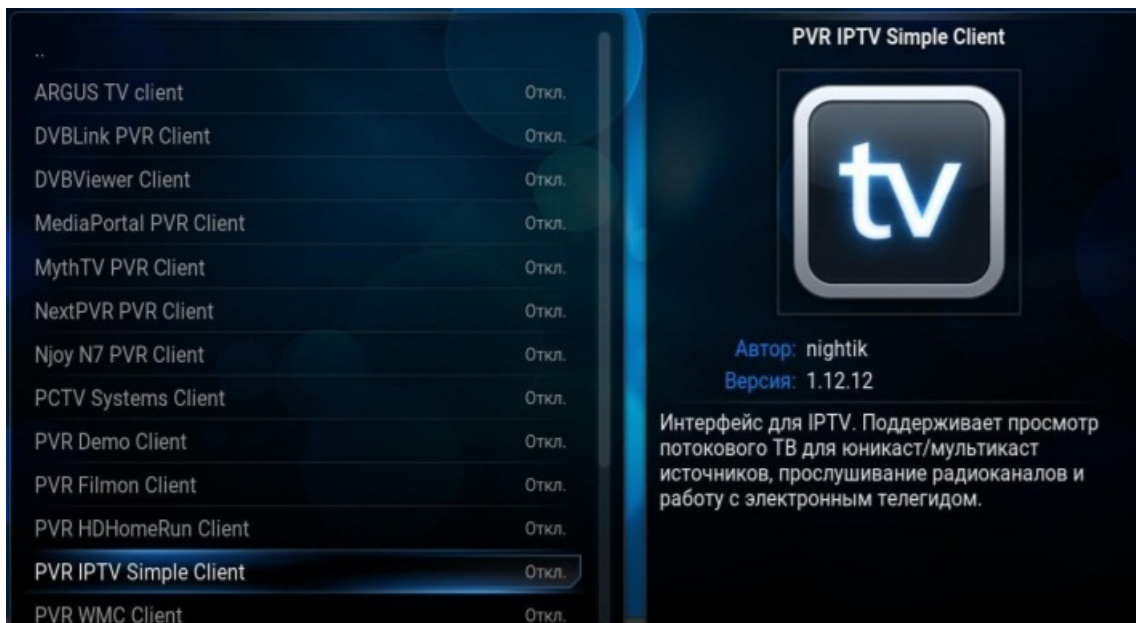 ..
ARGUS TV client Откл.
DVBLink PVR Client Откл.
DVBViewer Client Откл.
MediaPortal PVR Client Откл.
MythTV PVR Client Откл.
NextPVR PVR Client Откл.
Njoy N7 PVR Client Откл.
PCTV Systems Client Откл.
PVR Demo Client Откл.
PVR Filmon Client Откл.
PVR HDHomeRun Client Откл.
PVR IPTV Simple Client Откл.
PVR WMC Client Откл.
PVR IPTV Simple Client
tv
Автор: nightik
Версия: 1.12.12
Интерфейс для IPTV. Поддерживает просмотр
потокового ТВ для юникаст/мультикаст
источников, прослушивание радиоканалов и
работу с электронным телегидом.